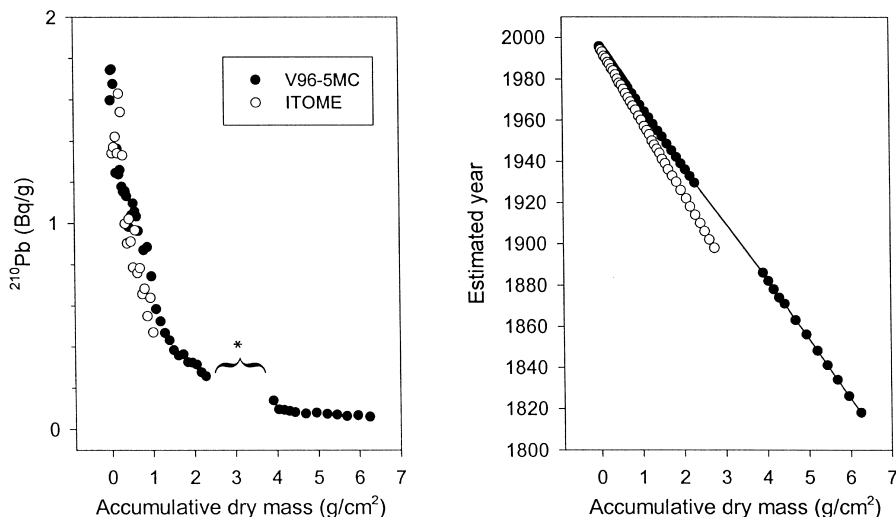 2
1
0
²¹⁰Pb (Bq/g)
V96-5MC
ITOME
*
0 1 2 3 4 5 6 7
Accumulative dry mass (g/cm²)
2000
1980
1960
1940
1920
1900
1880
1860
1840
1820
1800
Estimated year
0 1 2 3 4 5 6 7
Accumulative dry mass (g/cm²)